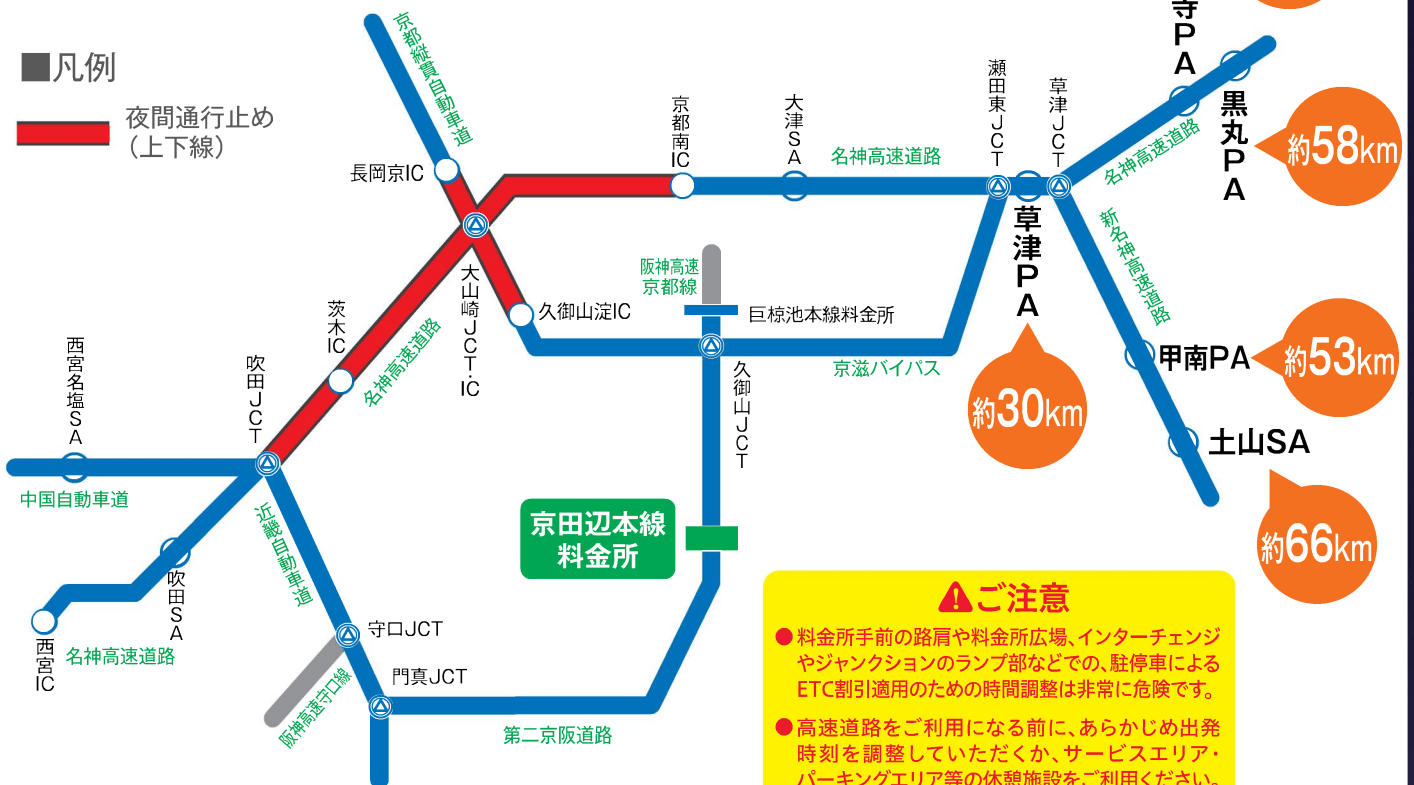 ■凡例
夜間通行止め
（上下線）
京都縦貫自動車道
長岡京IC
京都南IC
大津SA
名神高速道路
瀬田東JCT
草津JCT
寺PA
黒丸PA
約58km
名神高速道路
新名神高速道路
草津PA
約30km
甲南PA
約53km
土山SA
約66km
大山崎JCT・IC
久御山淀IC
阪神高速
京都線
巨椋池本線料金所
京滋バイパス
久御山JCT
茨木IC
名神高速道路
吹田JCT
西宮名塩SA
中国自動車道
近畿自動車道
吹田SA
西宮IC
名神高速道路
守口JCT
門真JCT
阪神高速守口線
第二京阪道路
京田辺本線
料金所
ご注意
●料金所手前の路肩や料金所広場、インターチェンジ
やジャンクションのランプ部などでの、駐停車による
ETC割引適用のための時間調整は非常に危険です。
●高速道路をご利用になる前に、あらかじめ出発
時刻を調整していただくか、サービスエリア・
パーキングエリア等の休憩施設をご利用ください。